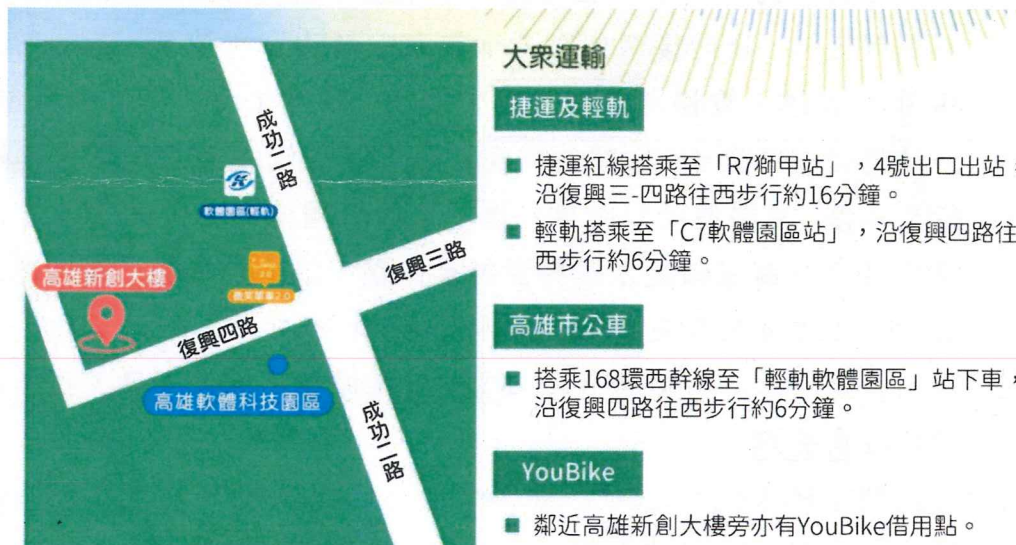 成功二路
軟體園區(輕軌)
微笑單車2.0
復興三路
高雄新創大樓
復興四路
高雄軟體科技園區
成功二路
大眾運輸
捷運及輕軌
■ 捷運紅線搭乘至「R7獅甲站」，4號出口出站，
沿復興三-四路往西步行約16分鐘。
■ 輕軌搭乘至「C7軟體園區站」，沿復興四路往
西步行約6分鐘。
高雄市公車
■ 搭乘168環西幹線至「輕軌軟體園區」站下車，
沿復興四路往西步行約6分鐘。
YouBike
■ 鄰近高雄新創大樓旁亦有YouBike借用點。